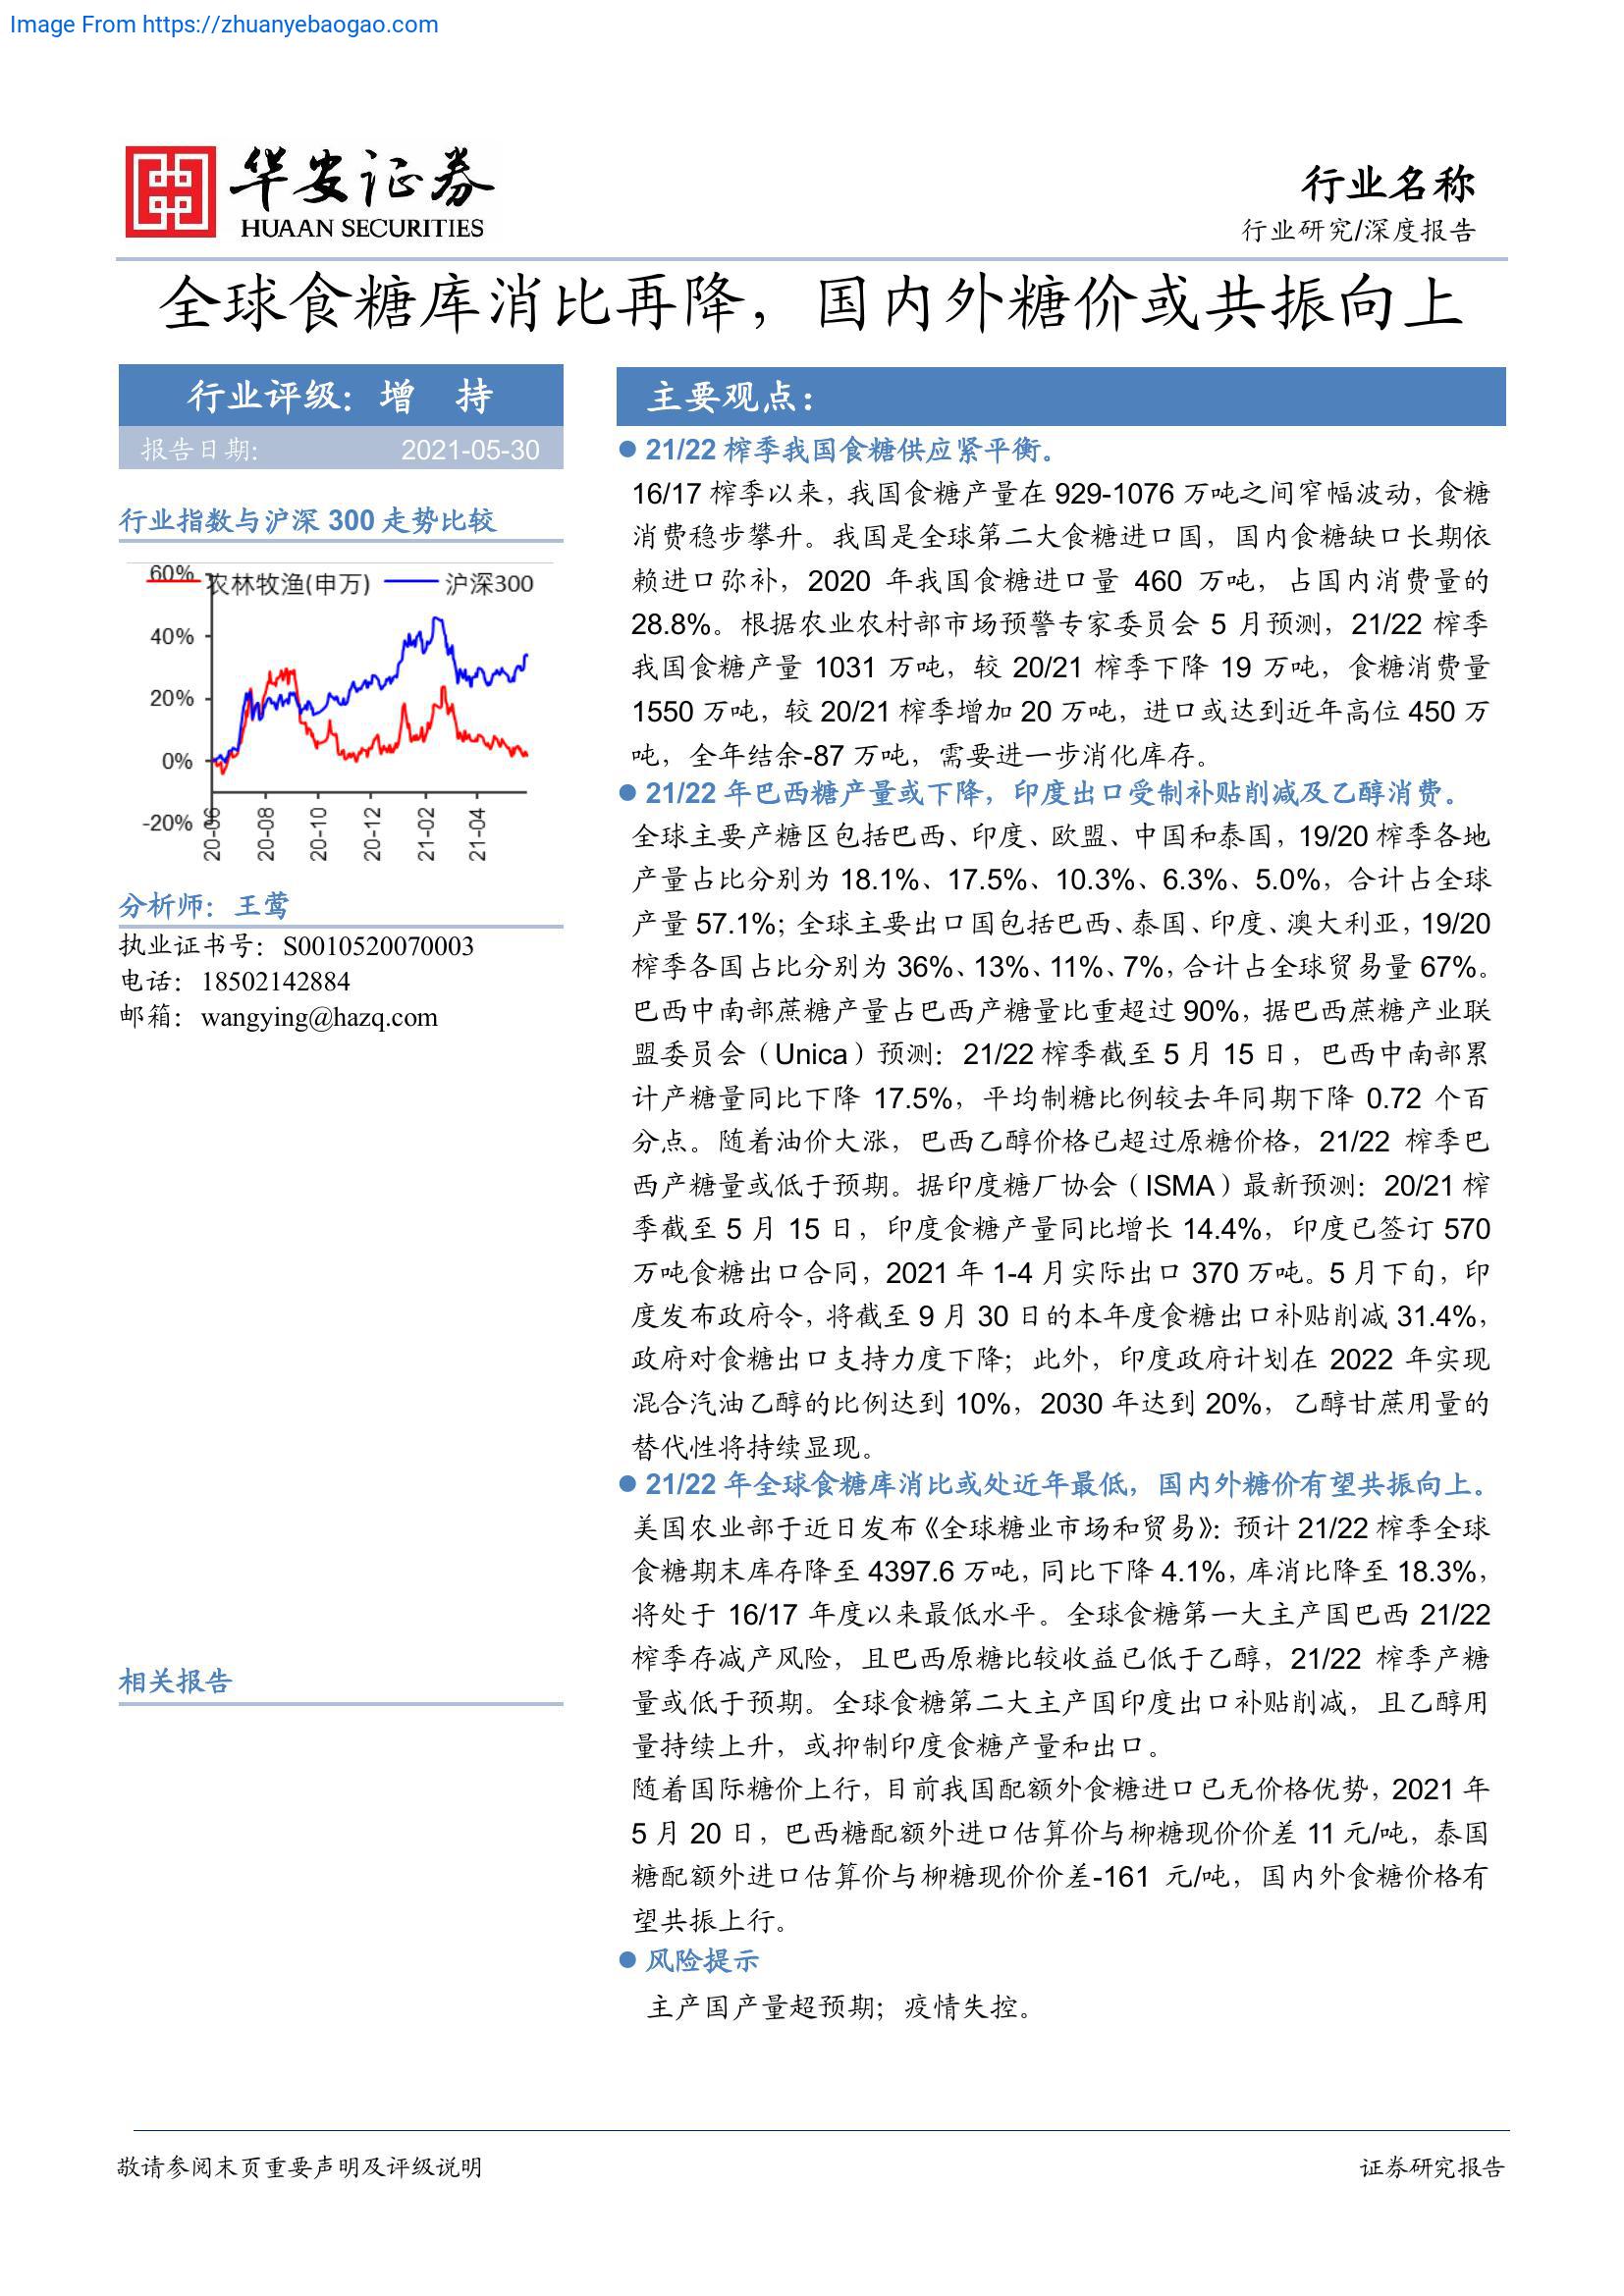 Image From https://zhuanyebaogao.com
华安证券
HUAAN SECURITIES
行业名称
行业研究/深度报告
全球食糖库消比再降，国内外糖价或共振向上
行业评级：增 持
报告日期： 2021-05-30
行业指数与沪深 300 走势比较
农林牧渔(申万) 沪深300
60%
40%
20%
0%
-20%
20-06 20-08 20-10 20-12 21-02 21-04
分析师：王莺
执业证书号：S0010520070003
电话：18502142884
邮箱：wangying@hazq.com
相关报告
主要观点：
● 21/22 榨季我国食糖供应紧平衡。
16/17 榨季以来，我国食糖产量在 929-1076 万吨之间窄幅波动，食糖
消费稳步攀升。我国是全球第二大食糖进口国，国内食糖缺口长期依
赖进口弥补，2020 年我国食糖进口量 460 万吨，占国内消费量的
28.8%。根据农业农村部市场预警专家委员会 5 月预测，21/22 榨季
我国食糖产量 1031 万吨，较 20/21 榨季下降 19 万吨，食糖消费量
1550 万吨，较 20/21 榨季增加 20 万吨，进口或达到近年高位 450 万
吨，全年结余-87 万吨，需要进一步消化库存。
● 21/22 年巴西糖产量或下降，印度出口受制补贴削减及乙醇消费。
全球主要产糖区包括巴西、印度、欧盟、中国和泰国，19/20 榨季各地
产量占比分别为 18.1%、17.5%、10.3%、6.3%、5.0%，合计占全球
产量 57.1%；全球主要出口国包括巴西、泰国、印度、澳大利亚，19/20
榨季各国占比分别为 36%、13%、11%、7%，合计占全球贸易量 67%。
巴西中南部蔗糖产量占巴西产糖量比重超过 90%，据巴西蔗糖产业联
盟委员会（Unica）预测：21/22 榨季截至 5 月 15 日，巴西中南部累
计产糖量同比下降 17.5%，平均制糖比例较去年同期下降 0.72 个百
分点。随着油价大涨，巴西乙醇价格已超过原糖价格，21/22 榨季巴
西产糖量或低于预期。据印度糖厂协会（ISMA）最新预测：20/21 榨
季截至 5 月 15 日，印度食糖产量同比增长 14.4%，印度已签订 570
万吨食糖出口合同，2021 年 1-4 月实际出口 370 万吨。5 月下旬，印
度发布政府令，将截至 9 月 30 日的本年度食糖出口补贴削减 31.4%，
政府对食糖出口支持力度下降；此外，印度政府计划在 2022 年实现
混合汽油乙醇的比例达到 10%，2030 年达到 20%，乙醇甘蔗用量的
替代性将持续显现。
● 21/22 年全球食糖库消比或处近年最低，国内外糖价有望共振向上。
美国农业部于近日发布《全球糖业市场和贸易》：预计 21/22 榨季全球
食糖期末库存降至 4397.6 万吨，同比下降 4.1%，库消比降至 18.3%，
将处于 16/17 年度以来最低水平。全球食糖第一大主产国巴西 21/22
榨季存减产风险，且巴西原糖比较收益已低于乙醇，21/22 榨季产糖
量或低于预期。全球食糖第二大主产国印度出口补贴削减，且乙醇用
量持续上升，或抑制印度食糖产量和出口。
随着国际糖价上行，目前我国配额外食糖进口已无价格优势，2021 年
5 月 20 日，巴西糖配额外进口估算价与柳糖现价价差 11 元/吨，泰国
糖配额外进口估算价与柳糖现价价差-161 元/吨，国内外食糖价格有
望共振上行。
● 风险提示
主产国产量超预期；疫情失控。
敬请参阅末页重要声明及评级说明
证券研究报告